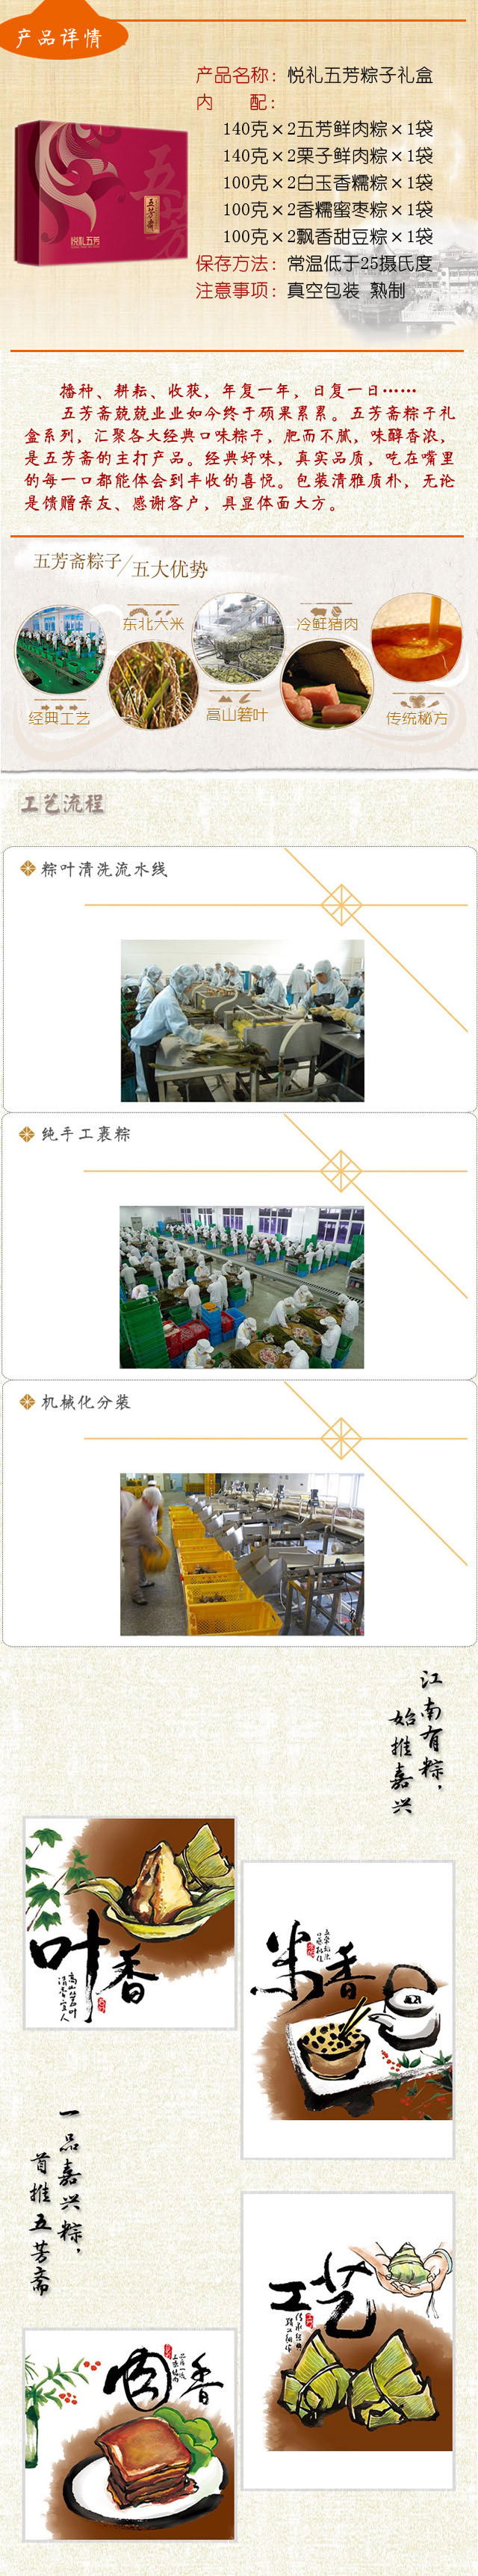 产品详情
产品名称：悦礼五芳粽子礼盒
内 配：
140克×2五芳鲜肉粽×1袋
140克×2栗子鲜肉粽×1袋
100克×2白玉香糯粽×1袋
100克×2香糯蜜枣粽×1袋
100克×2飘香甜豆粽×1袋
保存方法：常温低于25摄氏度
注意事项：真空包装 熟制
五芳斋
五芳
悦礼五芳
播种、耕耘、收获，年复一年，日复一日……
五芳斋兢兢业业如今终于硕果累累。五芳斋粽子礼
盒系列，汇聚各大经典口味粽子，肥而不腻，味醇香浓，
是五芳斋的主打产品。经典好味，真实品质，吃在嘴里
的每一口都能体会到丰收的喜悦。包装清雅质朴，无论
是馈赠亲友、感谢客户，具显体面大方。
五芳斋粽子/五大优势
东北大米
冷鲜猪肉
经典工艺
高山箬叶
传统秘方
工艺流程
粽叶清洗流水线
纯手工裹粽
机械化分装
江南有粽，
始推嘉兴
叶香
高山箬叶
清香宜人
米香
一品嘉兴粽，
首推五芳斋
工艺
肉香